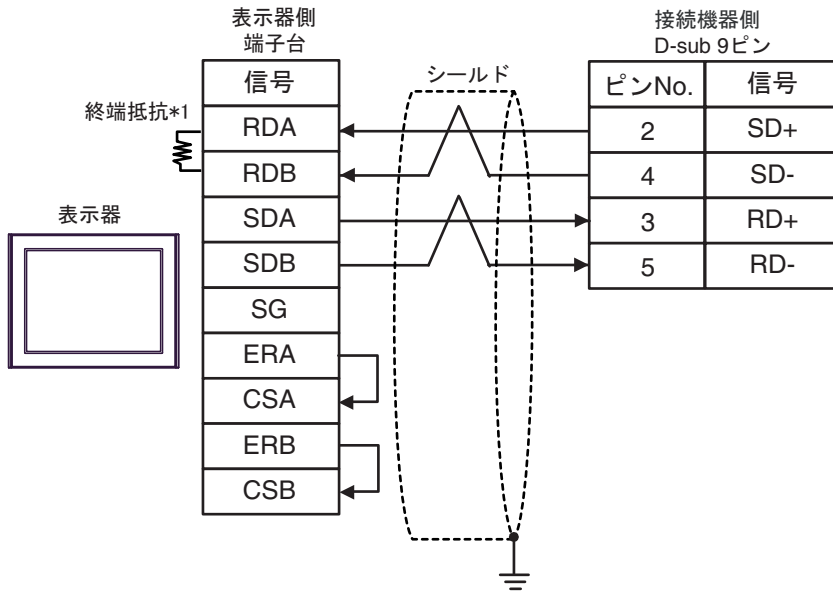 表示器側
端子台
接続機器側
D-sub 9ピン
信号
シールド
ピンNo. 信号
終端抵抗*1
RDA
2 SD+
RDB
4 SD-
表示器
SDA
3 RD+
SDB
5 RD-
SG
ERA
CSA
ERB
CSB